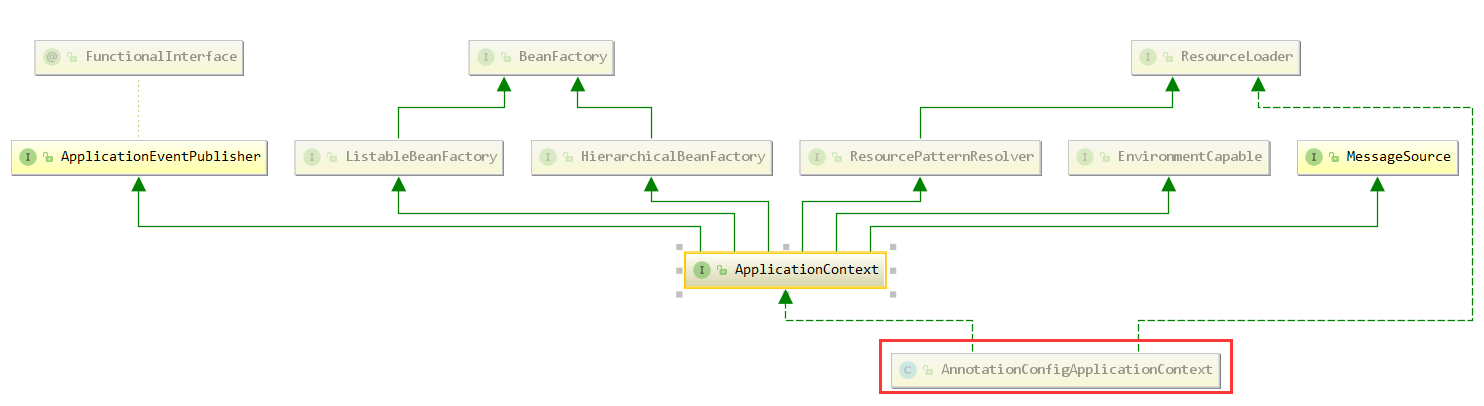 @ FunctionalInterface
I BeanFactory
I ResourceLoader
I ApplicationEventPublisher
I ListableBeanFactory
I HierarchicalBeanFactory
I ResourcePatternResolver
I EnvironmentCapable
I MessageSource
I ApplicationContext
C AnnotationConfigApplicationContext